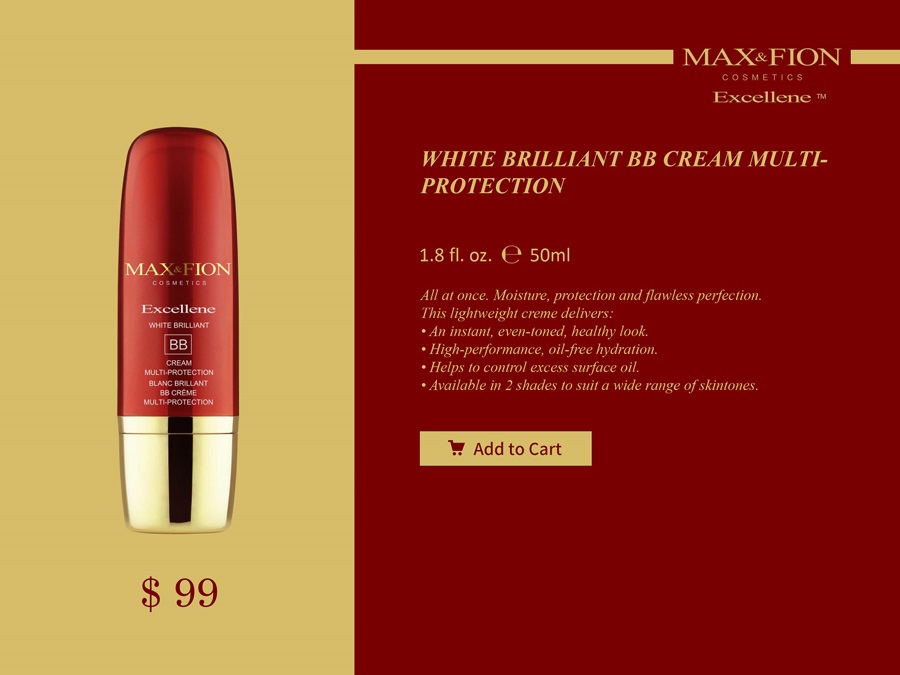 MAX&FION
COSMETICS
Excellene ™
WHITE BRILLIANT BB CREAM MULTI-
PROTECTION
1.8 fl. oz. ℮ 50ml
All at once. Moisture, protection and flawless perfection.
This lightweight creme delivers:
• An instant, even-toned, healthy look.
• High-performance, oil-free hydration.
• Helps to control excess surface oil.
• Available in 2 shades to suit a wide range of skintones.
Add to Cart
MAX&FION
COSMETICS
Excellene
WHITE BRILLIANT
BB
CREAM
MULTI-PROTECTION
BLANC BRILLANT
BB CRÈME
MULTI-PROTECTION
$ 99